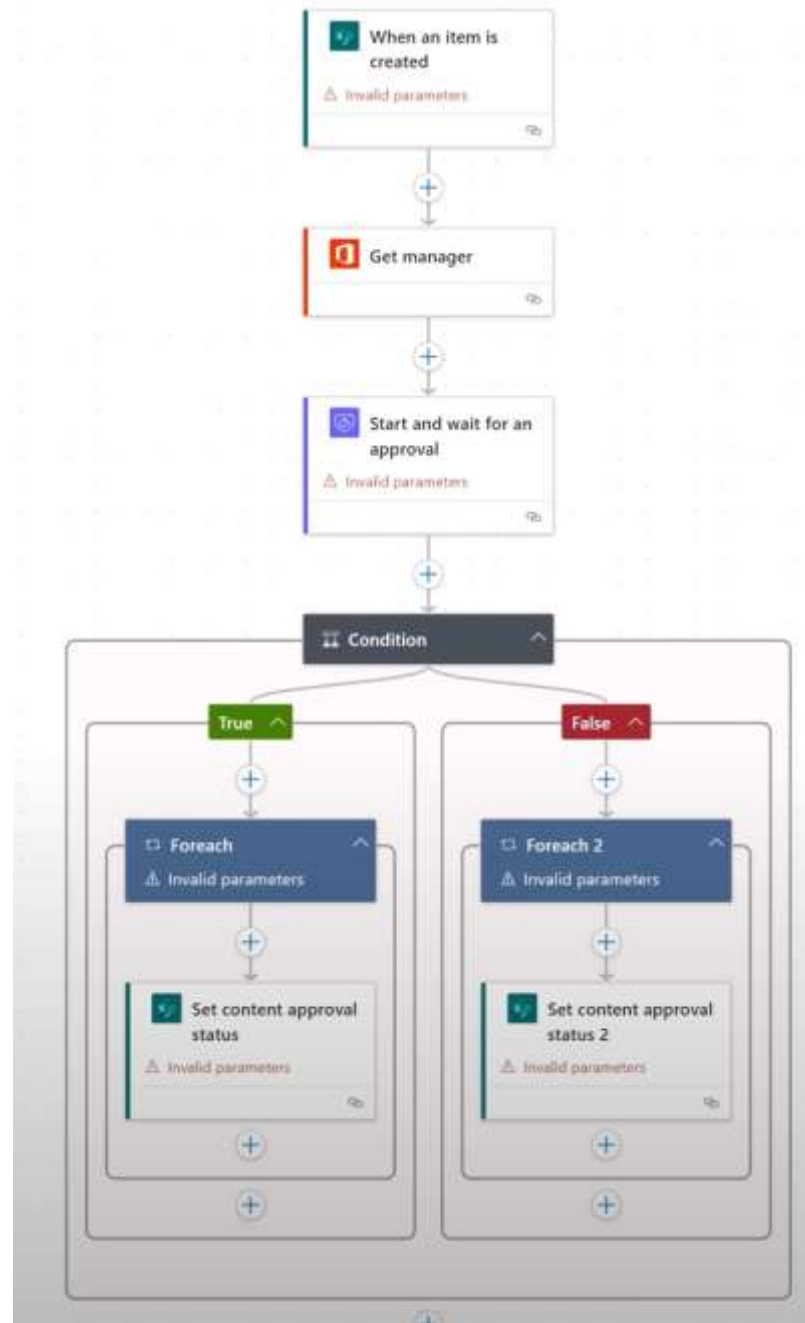 When an item is
created
Invalid parameters
Get manager
Start and wait for an
approval
Invalid parameters
Condition
True
False
Foreach
Invalid parameters
Foreach 2
Invalid parameters
Set content approval
status
Invalid parameters
Set content approval
status 2
Invalid parameters